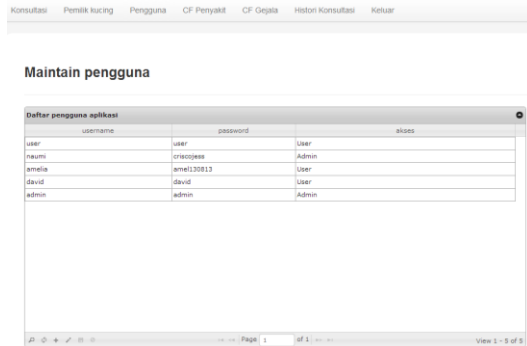 Konsultasi Pemilik kucing Pengguna CF Penyakit CF Gejala Histori Konsultasi Keluar
Maintain pengguna
Daftar pengguna aplikasi
username password akses
user user User
naumi criscojess Admin
amelia amel130813 User
david david User
admin admin Admin
Page 1 of 1 View 1 - 5 of 5